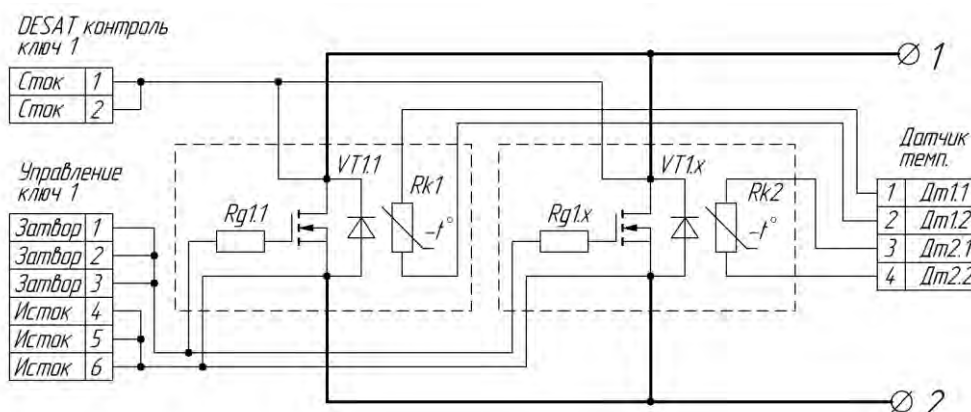 DESAT контроль
ключ 1
Сток 1
Сток 2
Управление
ключ 1
Затвор 1
Затвор 2
Затвор 3
Исток 4
Исток 5
Исток 6
VT1.1
Rk1
Rg1.1
-t°
VT1.x
Rk2
Rg1.x
-t°
1
2
Датчик
темп.
1 Дт1.1
2 Дт1.2
3 Дт2.1
4 Дт2.2